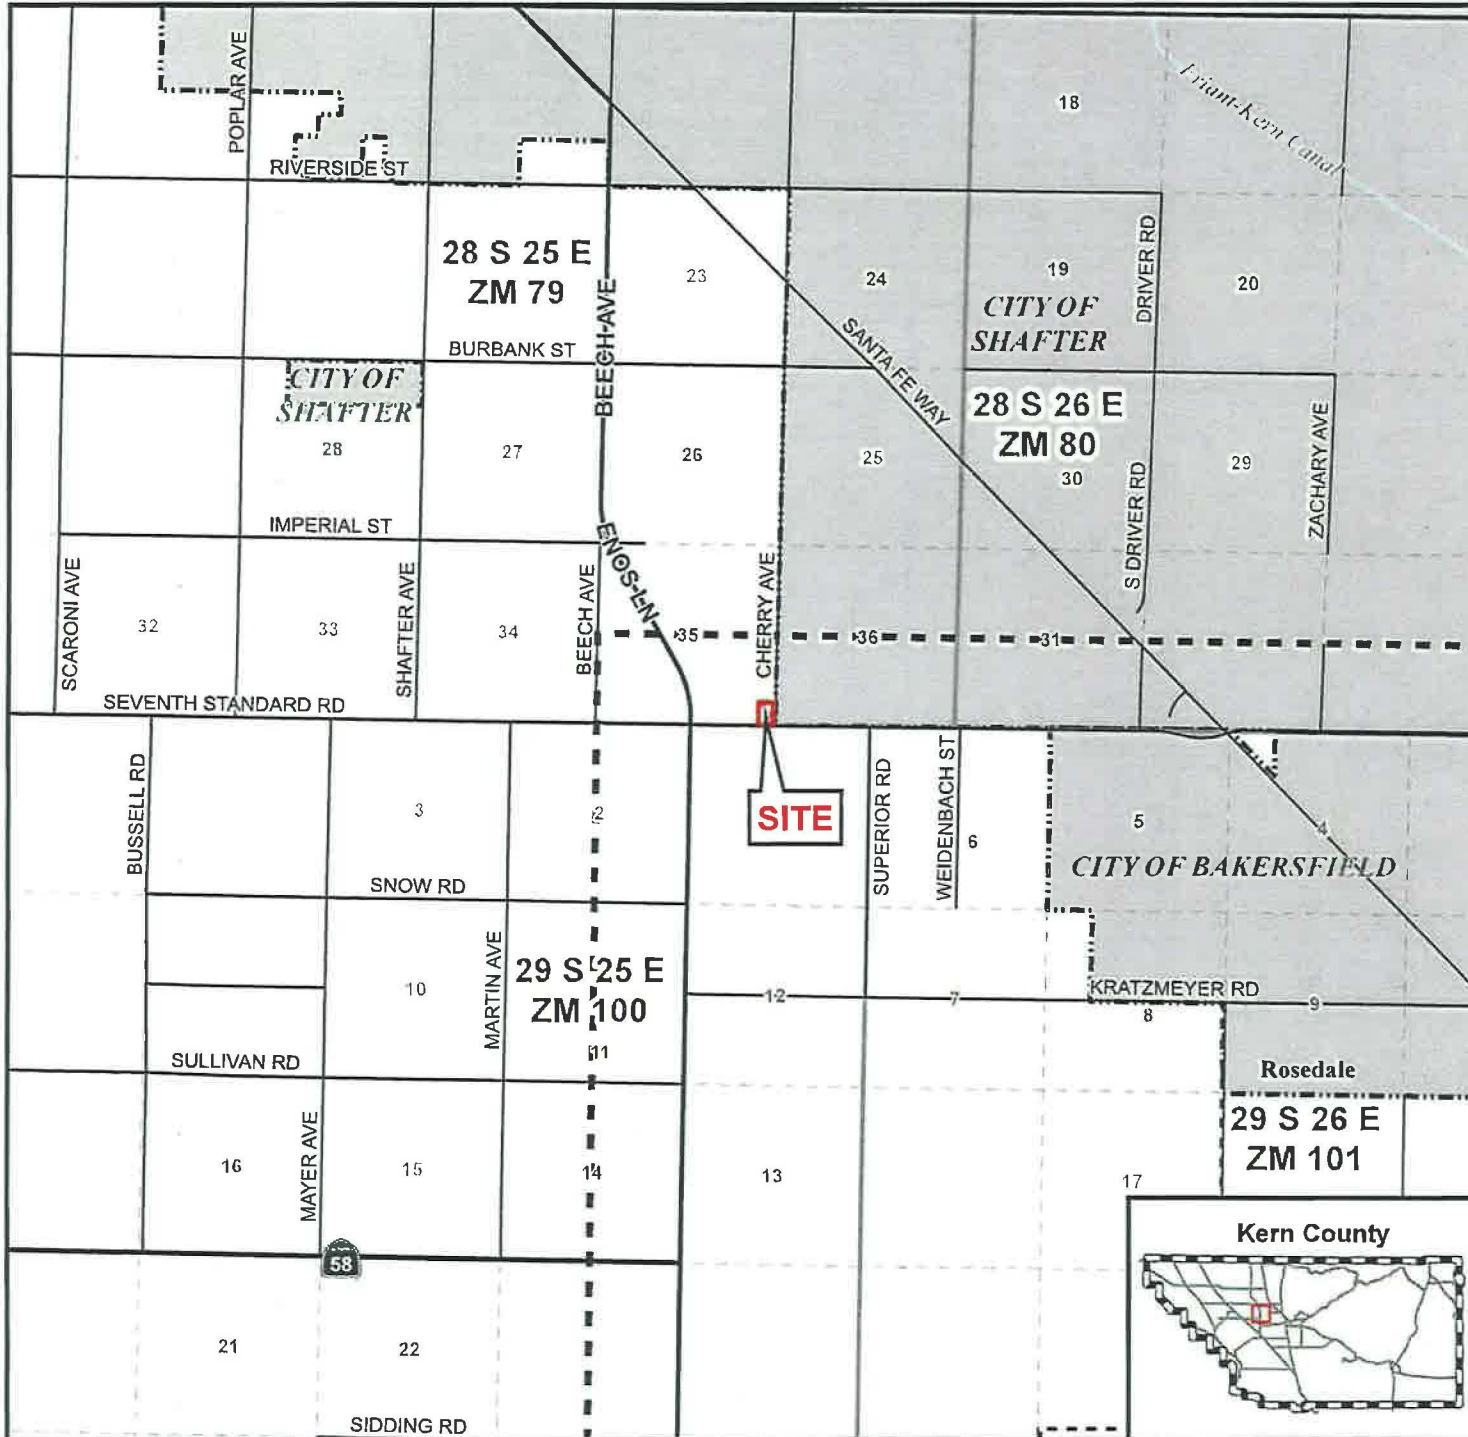 18
Friant-Kern Canal
POPLAR AVE
RIVERSIDE ST
28 S 25 E
ZM 79
BEECH AVE
23
24
19
DRIVER RD
20
CITY OF
SHAFTER
SANTA FE WAY
BURBANK ST
CITY OF
SHAFTER
28 S 26 E
ZM 80
28
27
26
25
30
29
S DRIVER RD
ZACHARY AVE
IMPERIAL ST
ENOS LN
SCARONI AVE
32
33
SHAFTER AVE
34
BEECH AVE
35
CHERRY AVE
36
31
SEVENTH STANDARD RD
BUSSELL RD
3
2
SITE
SUPERIOR RD
WEIDENBACH ST
6
5
4
CITY OF BAKERSFIELD
SNOW RD
MARTIN AVE
29 S 25 E
ZM 100
10
11
12
7
KRATZMEYER RD
8
9
SULLIVAN RD
Rosedale
29 S 26 E
ZM 101
MAYER AVE
16
15
14
13
17
58
Kern County
21
22
SIDDING RD